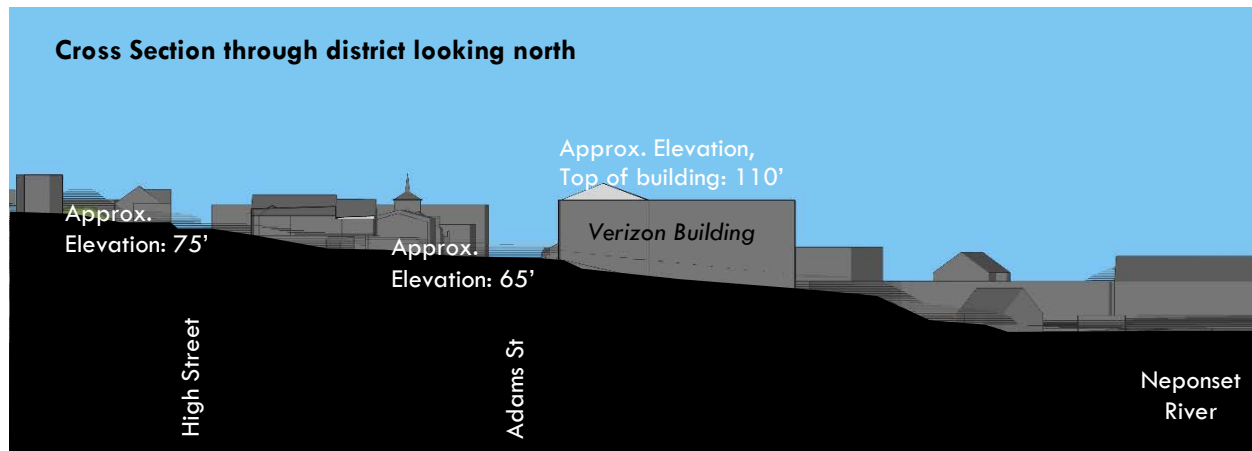 Cross Section through district looking north
Approx. Elevation,
Top of building: 110’
Verizon Building
Approx.
Elevation: 75’
Approx.
Elevation: 65’
High Street
Adams St
Neponset
River